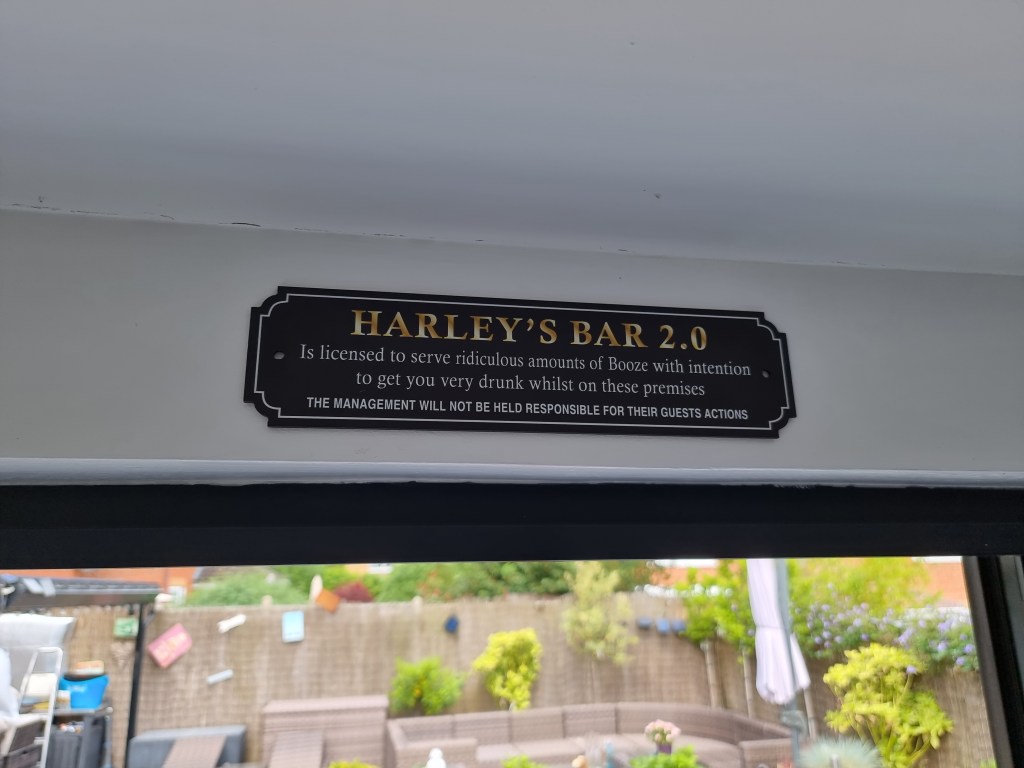 HARLEY'S BAR 2.0
Is licensed to serve ridiculous amounts of Booze with intention
to get you very drunk whilst on these premises
THE MANAGEMENT WILL NOT BE HELD RESPONSIBLE FOR THEIR GUESTS ACTIONS